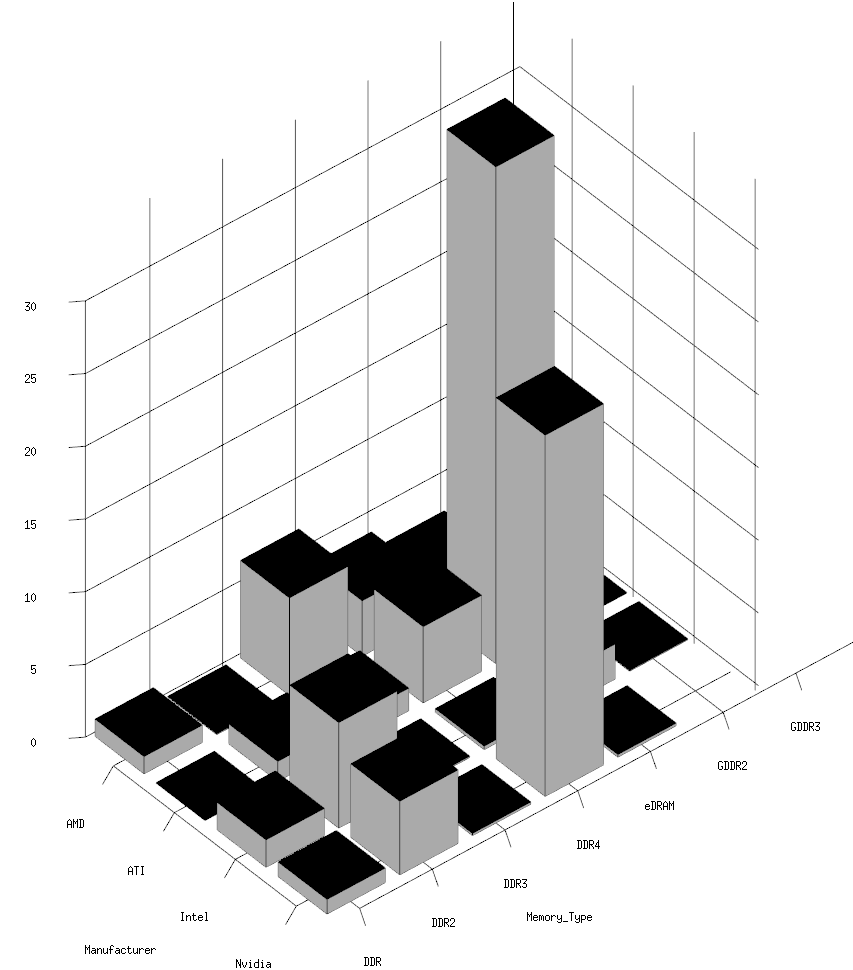 30
25
20
15
10
5
0
AMD
ATI
Intel
Nvidia
Manufacturer
DDR
DDR2
DDR3
DDR4
eDRAM
GDDR2
GDDR3
Memory_Type